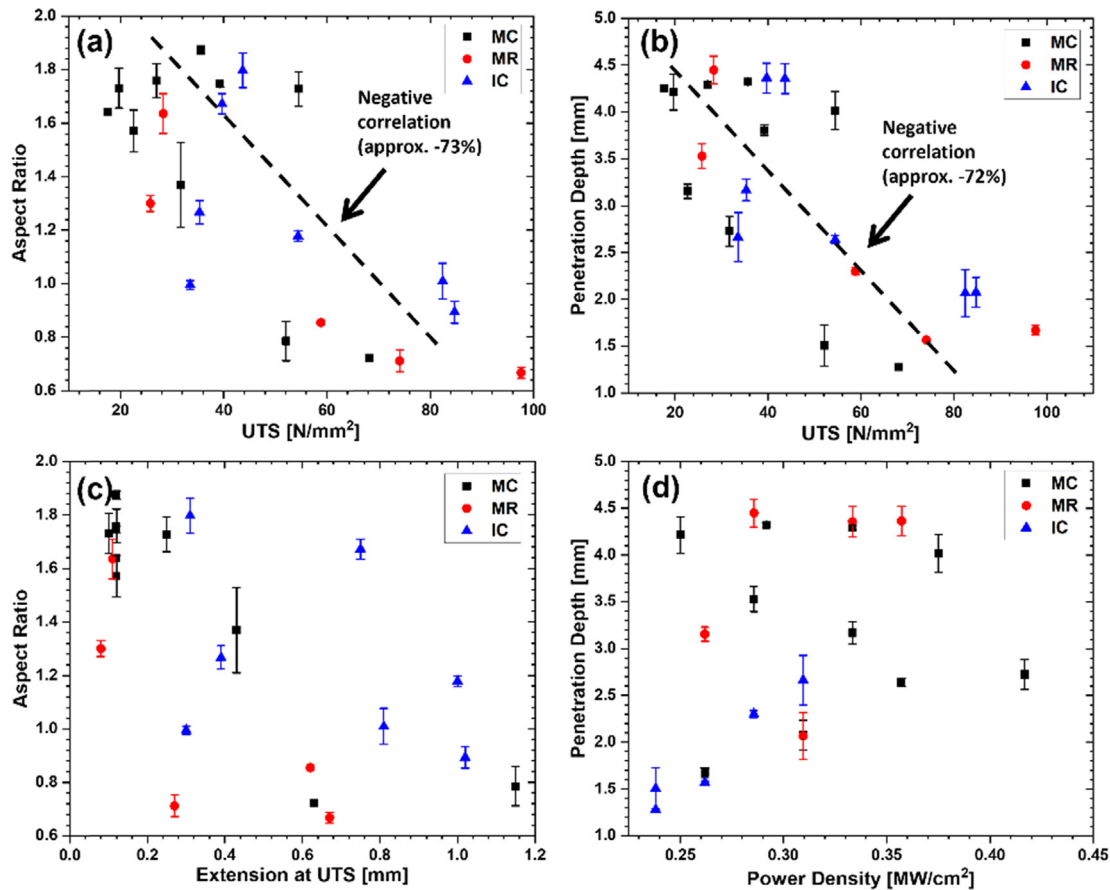 (a)
MC
MR
IC
Negative
correlation
(approx. -73%)
Aspect Ratio
2.0
1.8
1.6
1.4
1.2
1.0
0.8
0.6
20 40 60 80 100
UTS [N/mm²]
(b)
MC
MR
IC
Negative
correlation
(approx. -72%)
Penetration Depth [mm]
5.0
4.5
4.0
3.5
3.0
2.5
2.0
1.5
1.0
20 40 60 80 100
UTS [N/mm²]
(c)
MC
MR
IC
Aspect Ratio
2.0
1.8
1.6
1.4
1.2
1.0
0.8
0.6
0.0 0.2 0.4 0.6 0.8 1.0 1.2
Extension at UTS [mm]
(d)
MC
MR
IC
Penetration Depth [mm]
5.0
4.5
4.0
3.5
3.0
2.5
2.0
1.5
1.0
0.25 0.30 0.35 0.40 0.45
Power Density [MW/cm²]